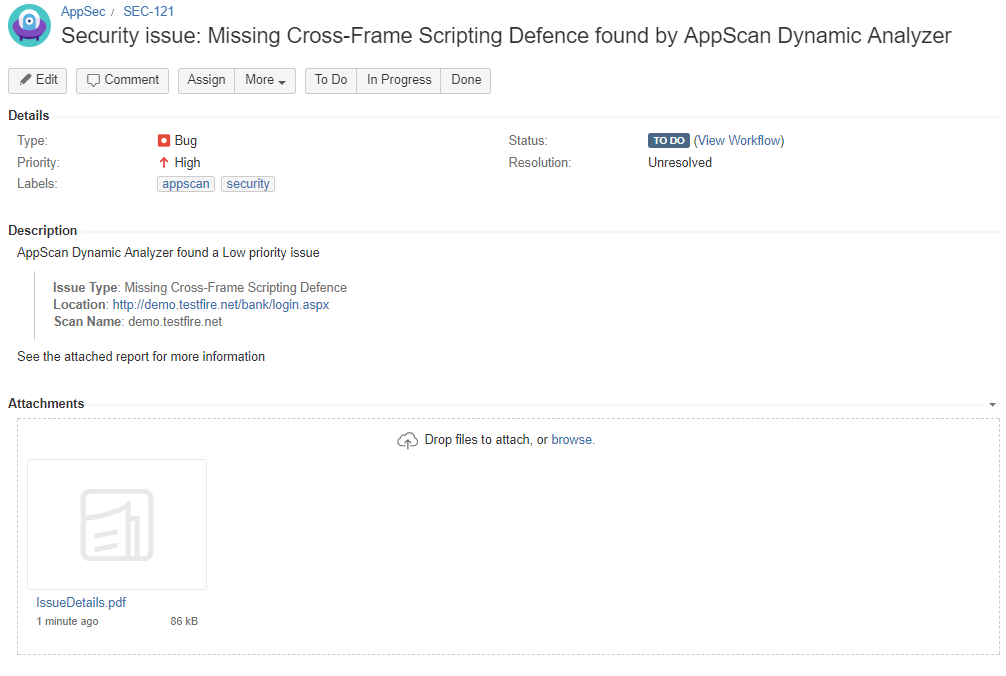 AppSec / SEC-121
Security issue: Missing Cross-Frame Scripting Defence found by AppScan Dynamic Analyzer
Edit Comment Assign More To Do In Progress Done
Details
Type: Bug Status: TO DO (View Workflow)
Priority: High Resolution: Unresolved
Labels: appscan security
Description
AppScan Dynamic Analyzer found a Low priority issue
Issue Type: Missing Cross-Frame Scripting Defence
Location: http://demo.testfire.net/bank/login.aspx
Scan Name: demo.testfire.net
See the attached report for more information
Attachments
Drop files to attach, or browse.
IssueDetails.pdf
1 minute ago 86 kB